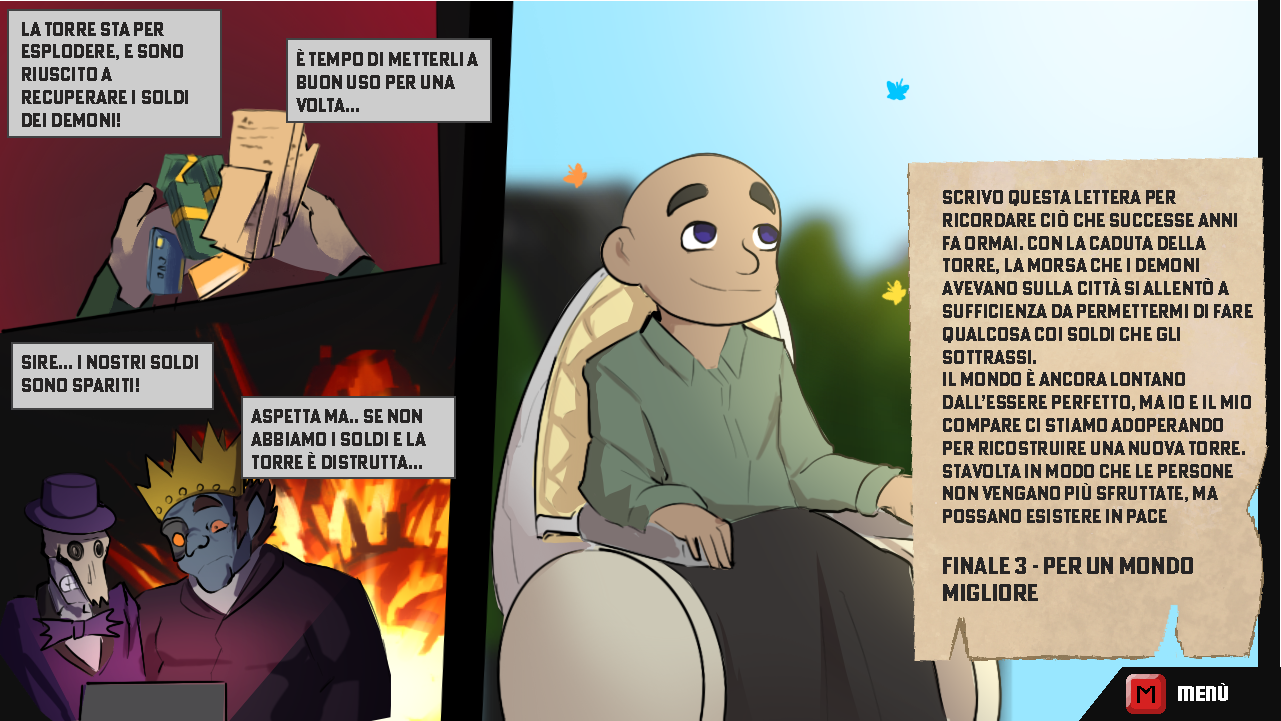 LA TORRE STA PER
ESPLODERE, E SONO
RIUSCITO A
RECUPERARE I SOLDI
DEI DEMONI!
È TEMPO DI METTERLI A
BUON USO PER UNA
VOLTA...
SIRE... I NOSTRI SOLDI
SONO SPARITI!
ASPETTA MA.. SE NON
ABBIAMO I SOLDI E LA
TORRE È DISTRUTTA...
SCRIVO QUESTA LETTERA PER
RICORDARE CIÒ CHE SUCCESSE ANNI
FA ORMAI. CON LA CADUTA DELLA
TORRE, LA MORSA CHE I DEMONI
AVEVANO SULLA CITTÀ SI ALLENTÒ A
SUFFICIENZA DA PERMETTERMI DI FARE
QUALCOSA COI SOLDI CHE GLI
SOTTRASSI.
IL MONDO È ANCORA LONTANO
DALL'ESSERE PERFETTO, MA IO E IL MIO
COMPARE CI STIAMO ADOPERANDO
PER RICOSTRUIRE UNA NUOVA TORRE.
STAVOLTA IN MODO CHE LE PERSONE
NON VENGANO PIÙ SFRUTTATE, MA
POSSANO ESISTERE IN PACE
FINALE 3 - PER UN MONDO
MIGLIORE
M MENÙ